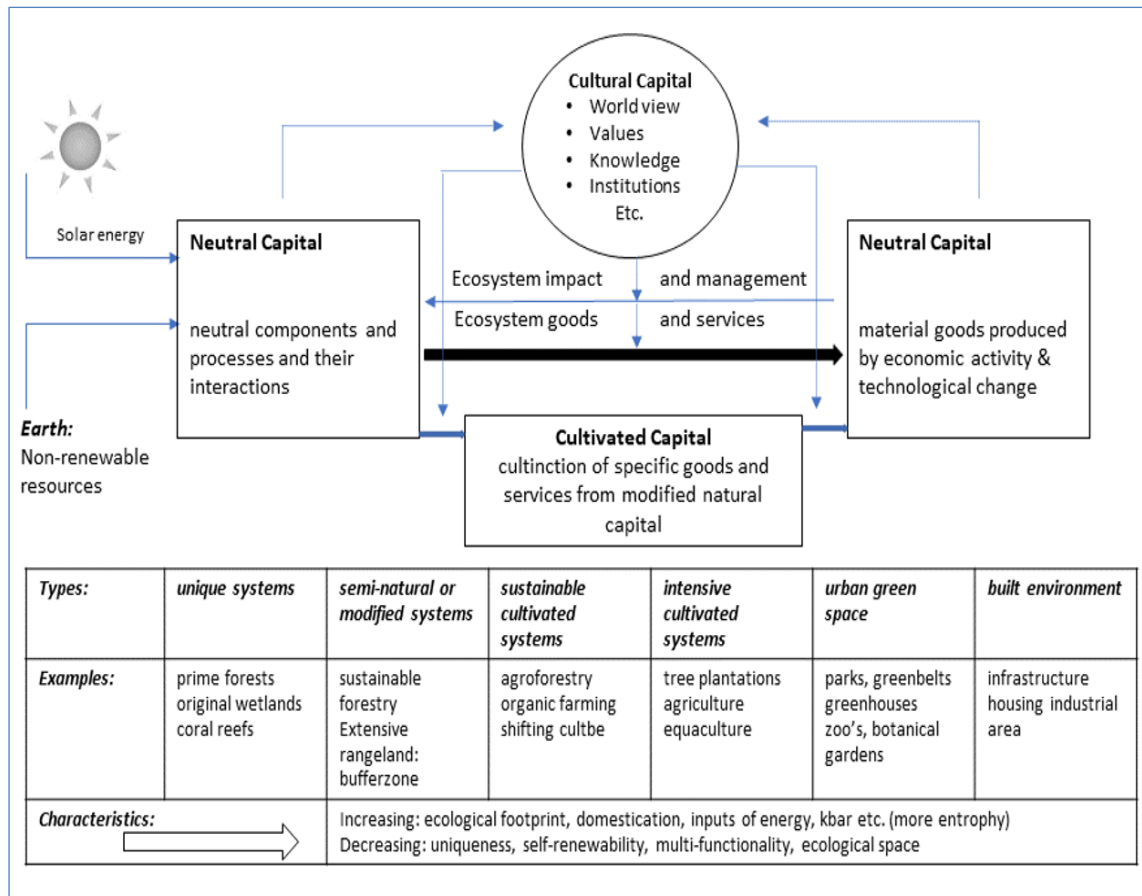 Cultural Capital
• World view
• Values
• Knowledge
• Institutions
Etc.
Solar energy
Neutral Capital
neutral components and
processes and their
interactions
Ecosystem impact and management
Ecosystem goods and services
Neutral Capital
material goods produced
by economic activity &
technological change
Earth:
Non-renewable
resources
Cultivated Capital
cultinction of specific goods and
services from modified natural
capital
Types:
unique systems
semi-natural or
modified systems
sustainable
cultivated
systems
intensive
cultivated
systems
urban green
space
built environment
Examples:
prime forests
original wetlands
coral reefs
sustainable
forestry
Extensive
rangeland:
bufferzone
agroforestry
organic farming
shifting cultbe
tree plantations
agriculture
equaculture
parks, greenbelts
greenhouses
zoo's, botanical
gardens
infrastructure
housing industrial
area
Characteristics:
Increasing: ecological footprint, domestication, inputs of energy, kbar etc. (more entrophy)
Decreasing: uniqueness, self-renewability, multi-functionality, ecological space